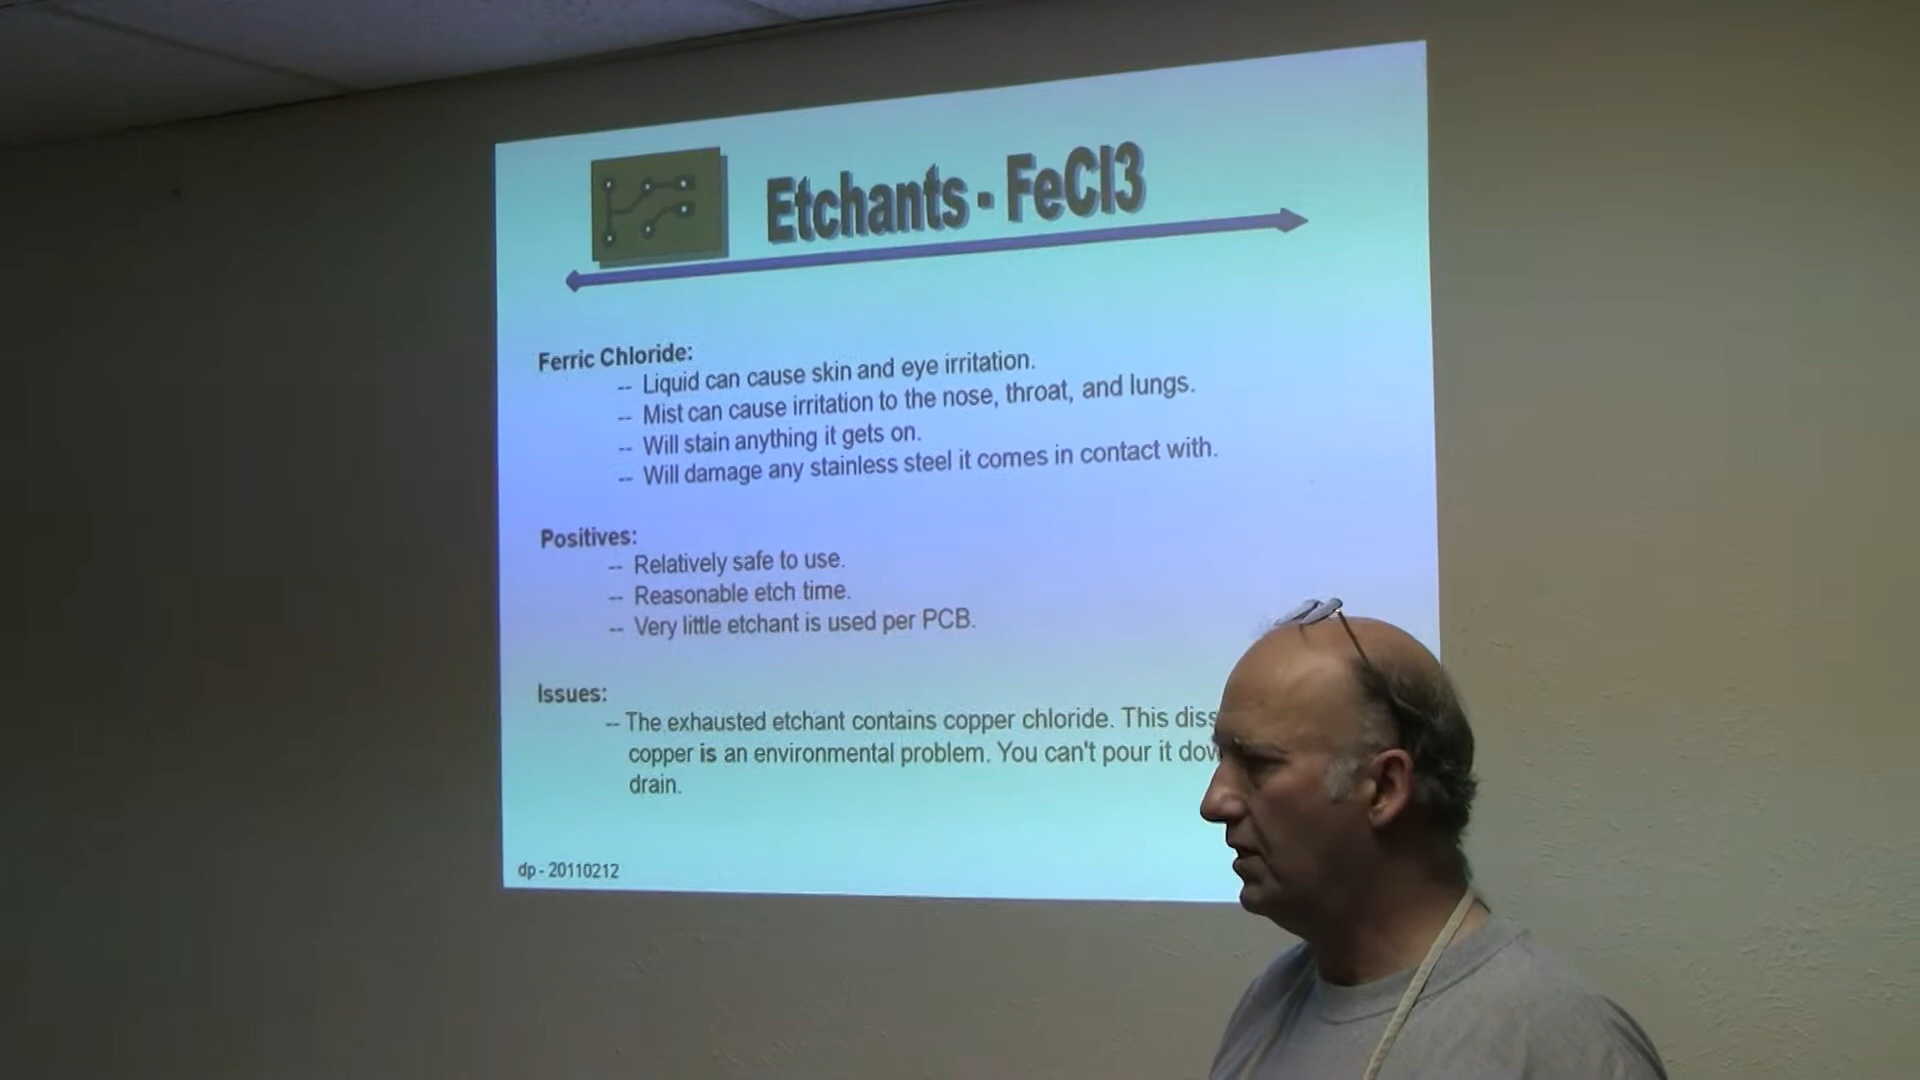 Etchants - FeCl3
Ferric Chloride:
-- Liquid can cause skin and eye irritation.
-- Mist can cause irritation to the nose, throat, and lungs.
-- Will stain anything it gets on.
-- Will damage any stainless steel it comes in contact with.
Positives:
-- Relatively safe to use.
-- Reasonable etch time.
-- Very little etchant is used per PCB.
Issues:
-- The exhausted etchant contains copper chloride. This
copper is an environmental problem. You can't pour it
drain.
dp - 20110212